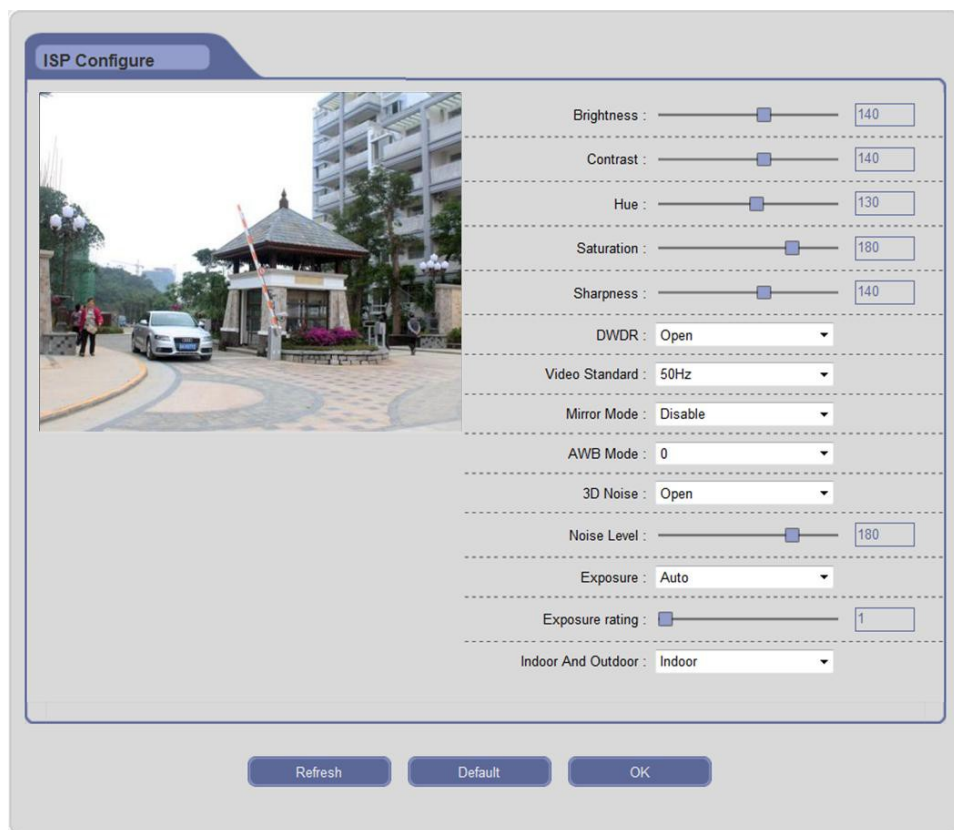 ISP Configure
Brightness : 140
Contrast : 140
Hue : 130
Saturation : 180
Sharpness : 140
DWDR : Open
Video Standard : 50Hz
Mirror Mode : Disable
AWB Mode : 0
3D Noise : Open
Noise Level : 180
Exposure : Auto
Exposure rating : 1
Indoor And Outdoor : Indoor
Refresh Default OK